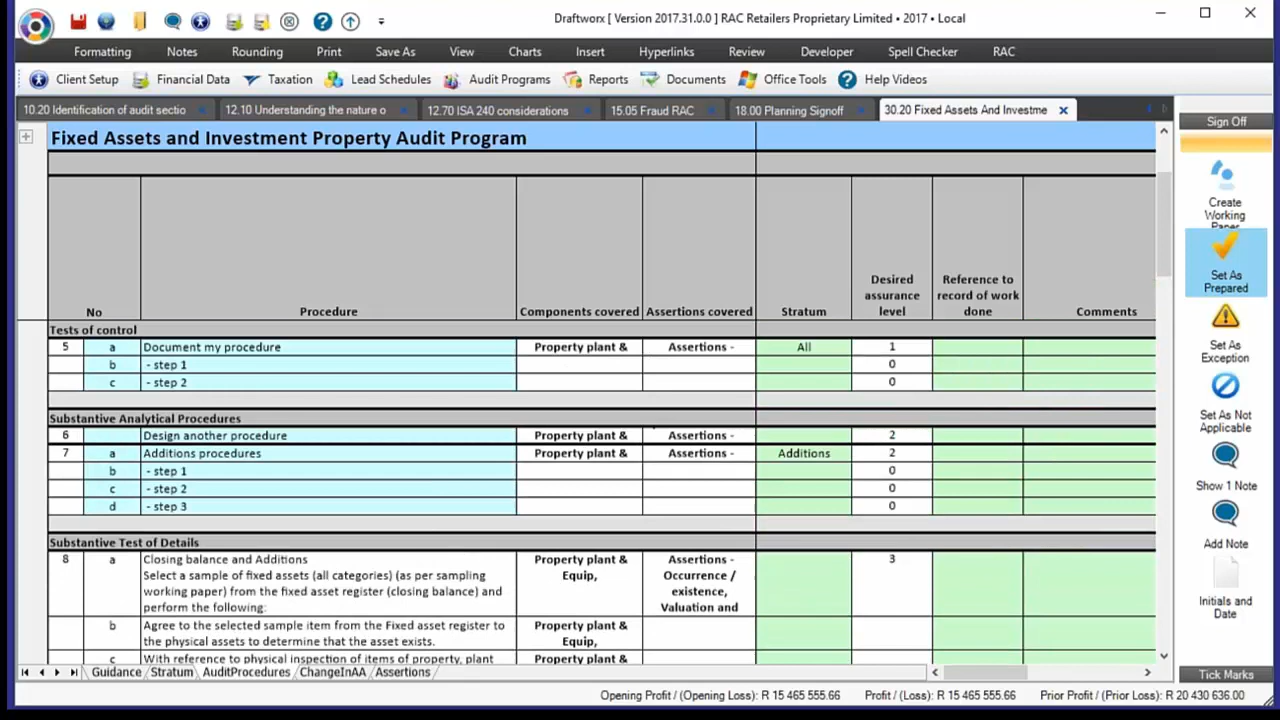 Draftworx [ Version 2017.31.0.0 ] RAC Retailers Proprietary Limited • 2017 • Local
Formatting Notes Rounding Print Save As View Charts Insert Hyperlinks Review Developer Spell Checker RAC
Client Setup Financial Data Taxation Lead Schedules Audit Programs Reports Documents Office Tools Help Videos
10.20 Identification of audit sectio 12.10 Understanding the nature o 12.70 ISA 240 considerations 15.05 Fraud RAC 18.00 Planning Signoff 30.20 Fixed Assets And Investme
Sign Off
Fixed Assets and Investment Property Audit Program
No Procedure Components covered Assertions covered Stratum Desired assurance level Reference to record of work done Comments
Tests of control
5 a Document my procedure Property plant & Assertions - All 1
b - step 1 0
c - step 2 0
Substantive Analytical Procedures
6 Design another procedure Property plant & Assertions - 2
7 a Additions procedures Property plant & Assertions - Additions 2
b - step 1 0
c - step 2 0
d - step 3 0
Substantive Test of Details
8 a Closing balance and Additions Property plant & Assertions - 3
Select a sample of fixed assets (all categories) (as per sampling Equip, Occurrence /
working paper) from the fixed asset register (closing balance) and existence,
perform the following: Valuation and
b Agree to the selected sample item from the Fixed asset register to Property plant &
the physical assets to determine that the asset exists. Equip,
c With reference to physical inspection of items of property, plant Property plant &
Create
Working
Paper
Set As
Prepared
Set As
Exception
Set As Not
Applicable
Show 1 Note
Add Note
Initials and
Date
Tick Marks
Guidance Stratum AuditProcedures ChangeInAA Assertions
Opening Profit / (Opening Loss): R 15 465 555.66 Profit / (Loss): R 15 465 555.66 Prior Profit / (Prior Loss): R 20 430 636.00